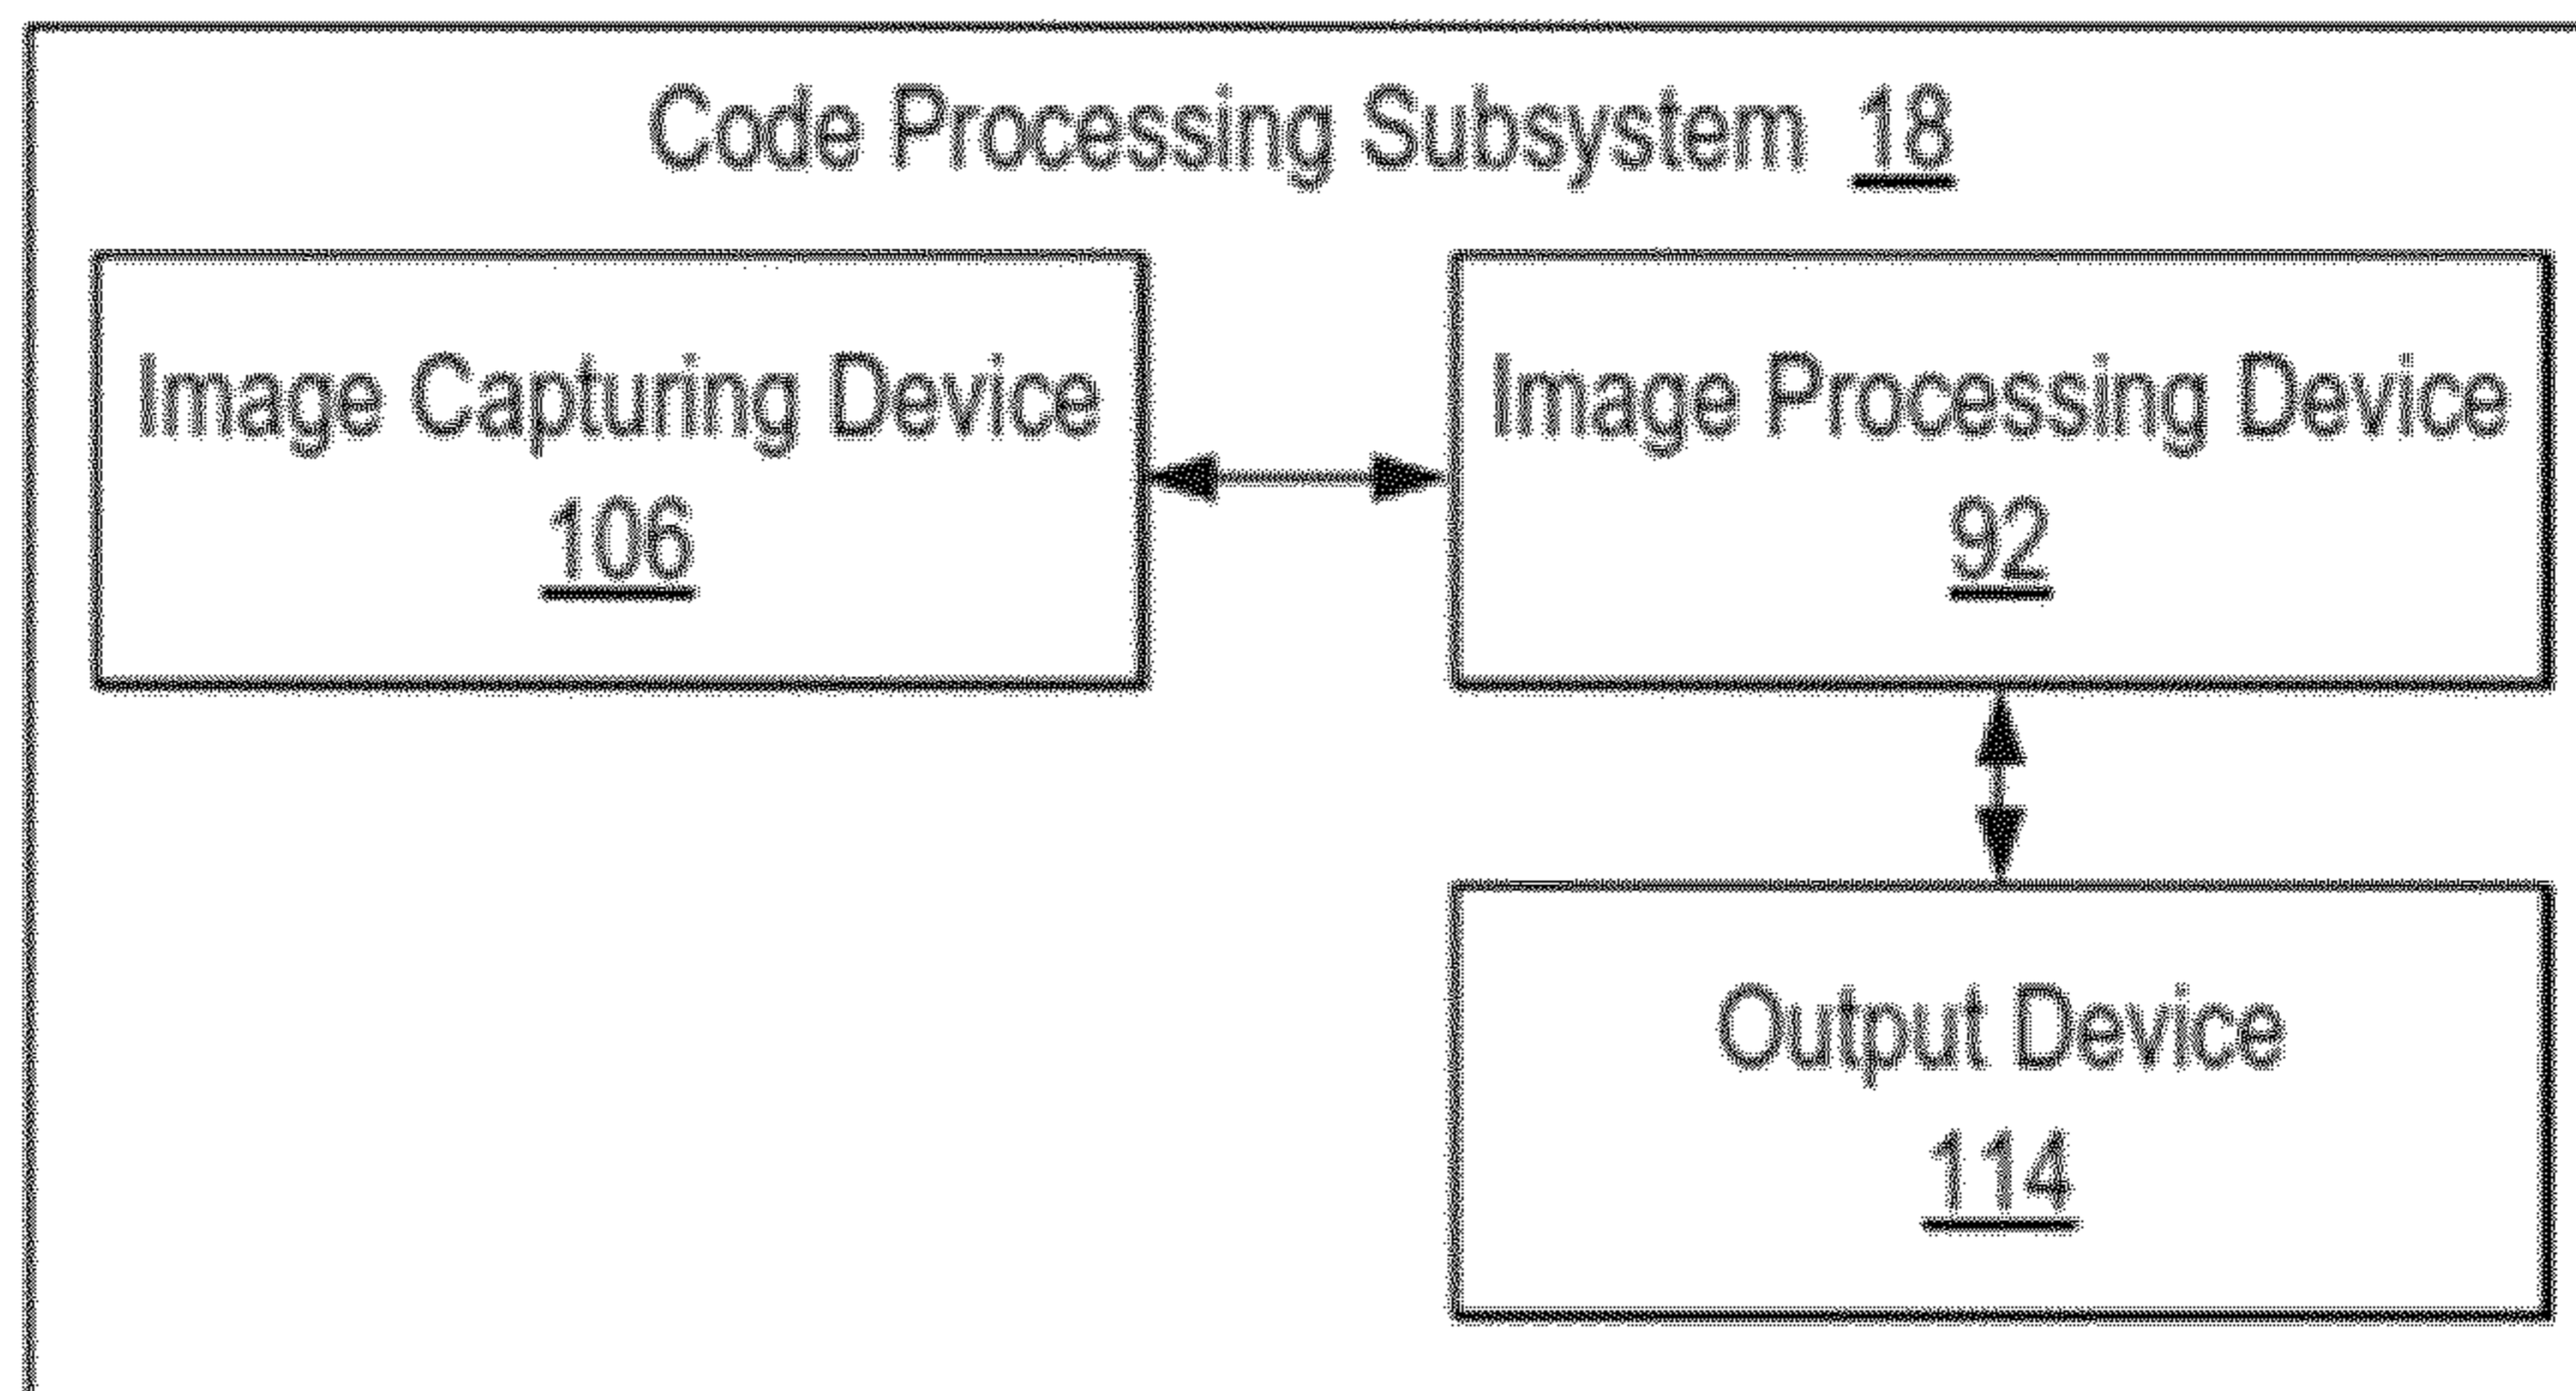 Code Processing Subsystem 18
Image Capturing Device
106
Image Processing Device
92
Output Device
114